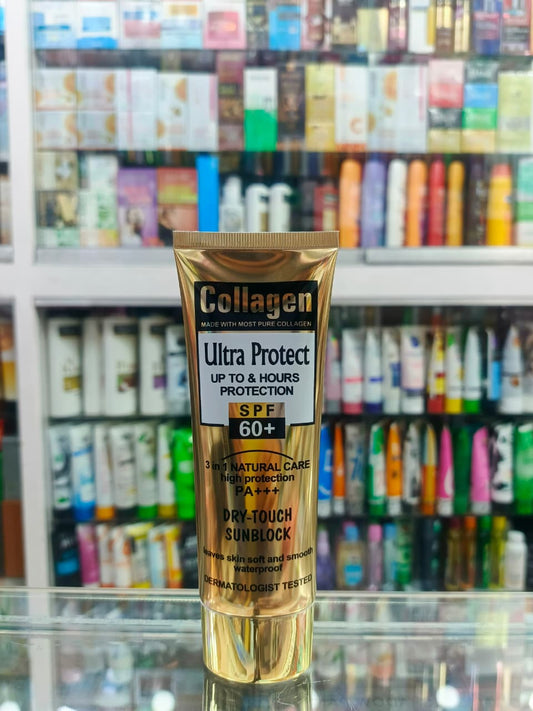 Collagen
MADE WITH MOST PURE COLLAGEN
Ultra Protect
UP TO & HOURS
PROTECTION
SPF
60+
3 in 1 NATURAL CARE
high protection
PA+++
DRY-TOUCH
SUNBLOCK
leaves skin soft and smooth
waterproof
DERMATOLOGIST TESTED